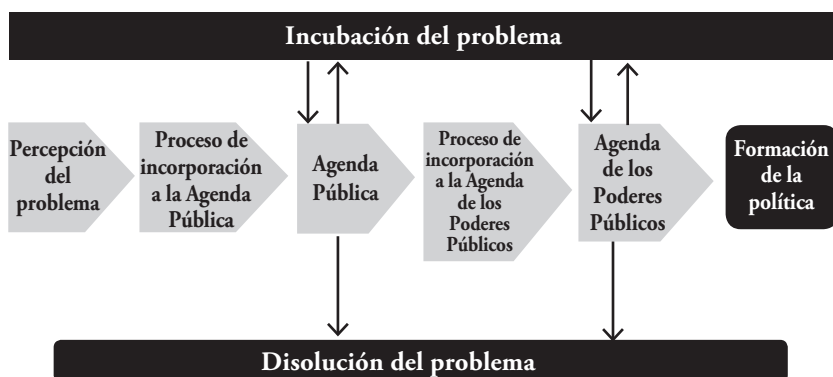 Incubación del problema
Percepción
del
problema
Proceso de
incorporación
a la Agenda
Pública
Agenda
Pública
Proceso de
incorporación
a la Agenda
de los
Poderes
Públicos
Agenda
de los
Poderes
Públicos
Formación
de la
política
Disolución del problema